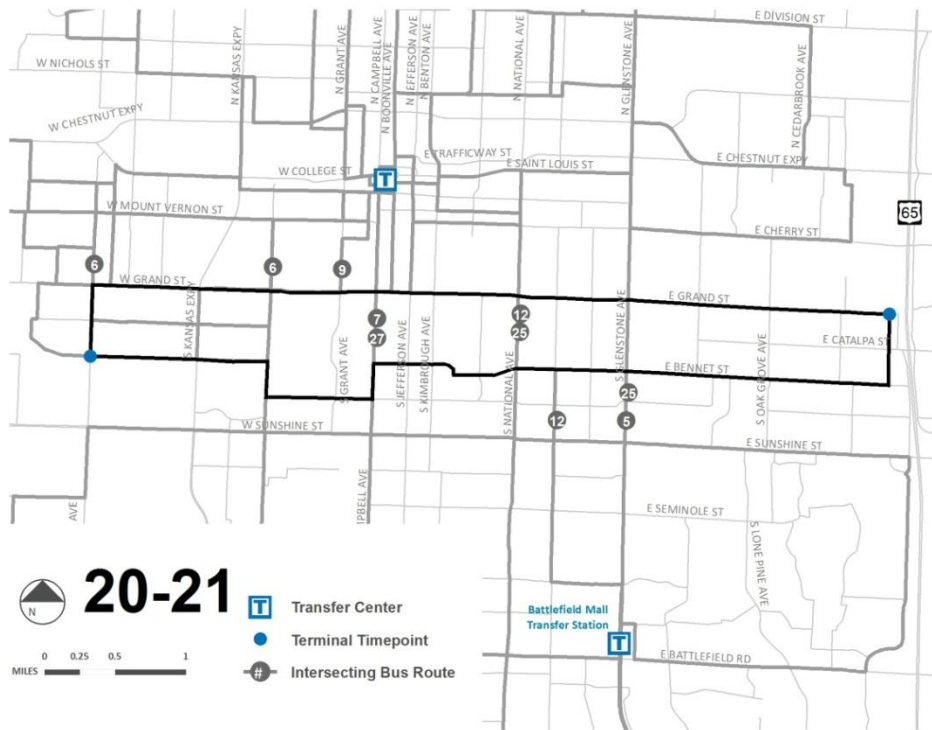 E DIVISION ST
W NICHOLS ST
N KANSAS EXPY
N GRANT AVE
N CAMPBELL AVE
N BOONVILLE AVE
N JEFFERSON AVE
N BENTON AVE
N NATIONAL AVE
N GLENSTONE AVE
N CEDARBROOK AVE
W CHESTNUT EXPY
E TRAFFICWAY ST
E SAINT LOUIS ST
E CHESTNUT EXPY
W COLLEGE ST
T
W MOUNT VERNON ST
65
E CHERRY ST
6
6
9
W GRAND ST
E GRAND ST
S KANSAS EXPY
7
27
12
25
S GLENSTONE AVE
E CATALPA ST
S GRANT AVE
S JEFFERSON AVE
S KIMBROUGH AVE
S NATIONAL AVE
E BENNET ST
S OAK GROVE AVE
25
12
5
W SUNSHINE ST
E SUNSHINE ST
AVE
PBELL AVE
E SEMINOLE ST
S LONE PINE AVE
N
20-21
T Transfer Center
Terminal Timepoint
# Intersecting Bus Route
MILES 0 0.25 0.5 1
Battlefield Mall
Transfer Station
T
E BATTLEFIELD RD